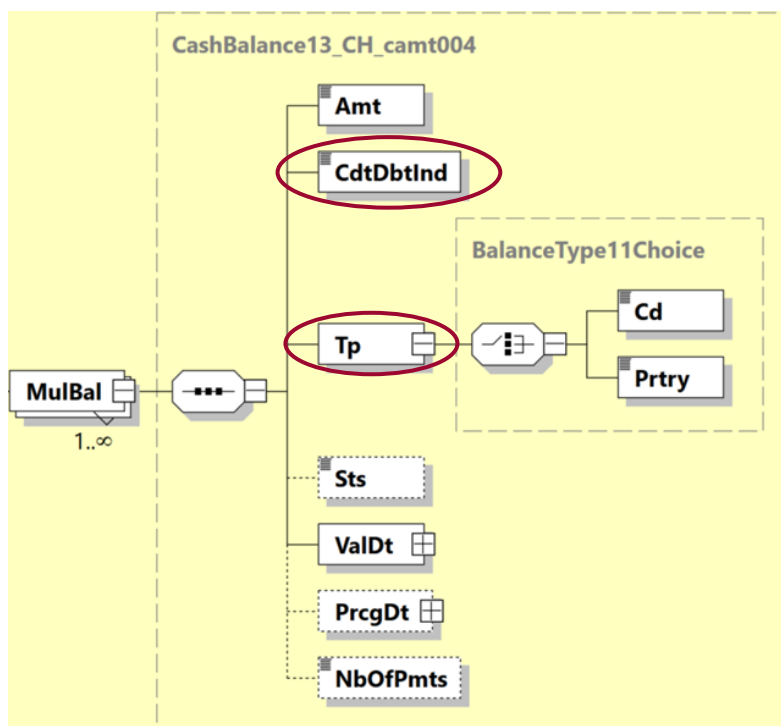 CashBalance13_CH_camt004
Amt
CdtDbtInd
BalanceType11Choice
Cd
Tp
Prtry
MulBal
1..∞
Sts
ValDt
PrcgDt
NbOfPmts